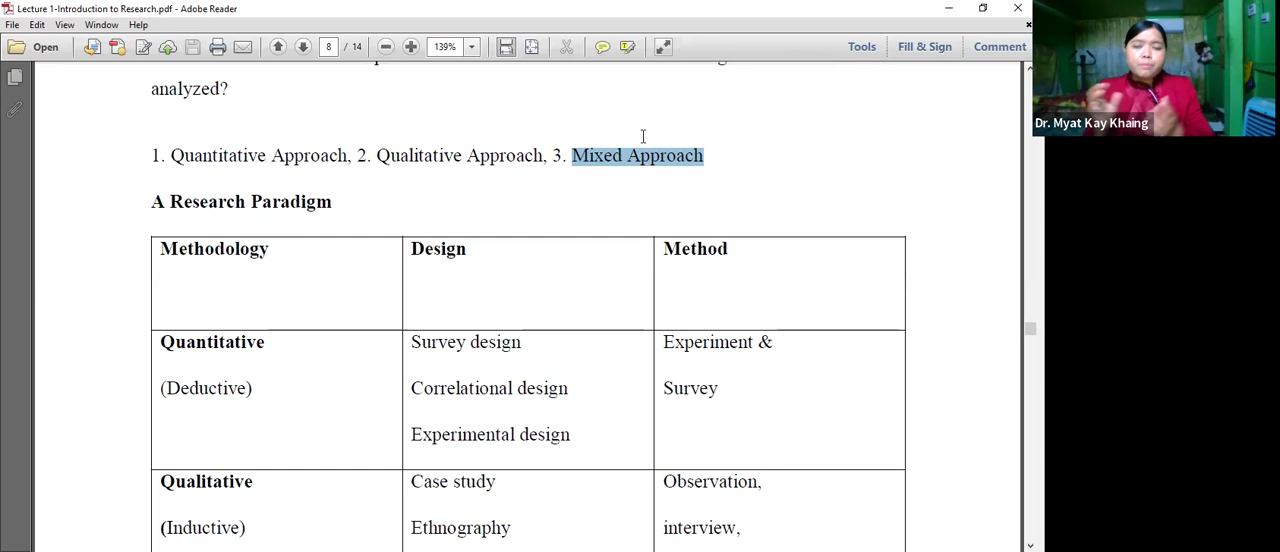 Lecture 1-Introduction to Research.pdf - Adobe Reader
File Edit View Window Help
Open 8 / 14 139% Tools Fill & Sign Comment
analyzed?
1. Quantitative Approach, 2. Qualitative Approach, 3. Mixed Approach
A Research Paradigm
Methodology Design Method
Quantitative Survey design Experiment &
(Deductive) Correlational design Survey
Experimental design
Qualitative Case study Observation,
(Inductive) Ethnography interview,
Dr. Myat Kay Khaing